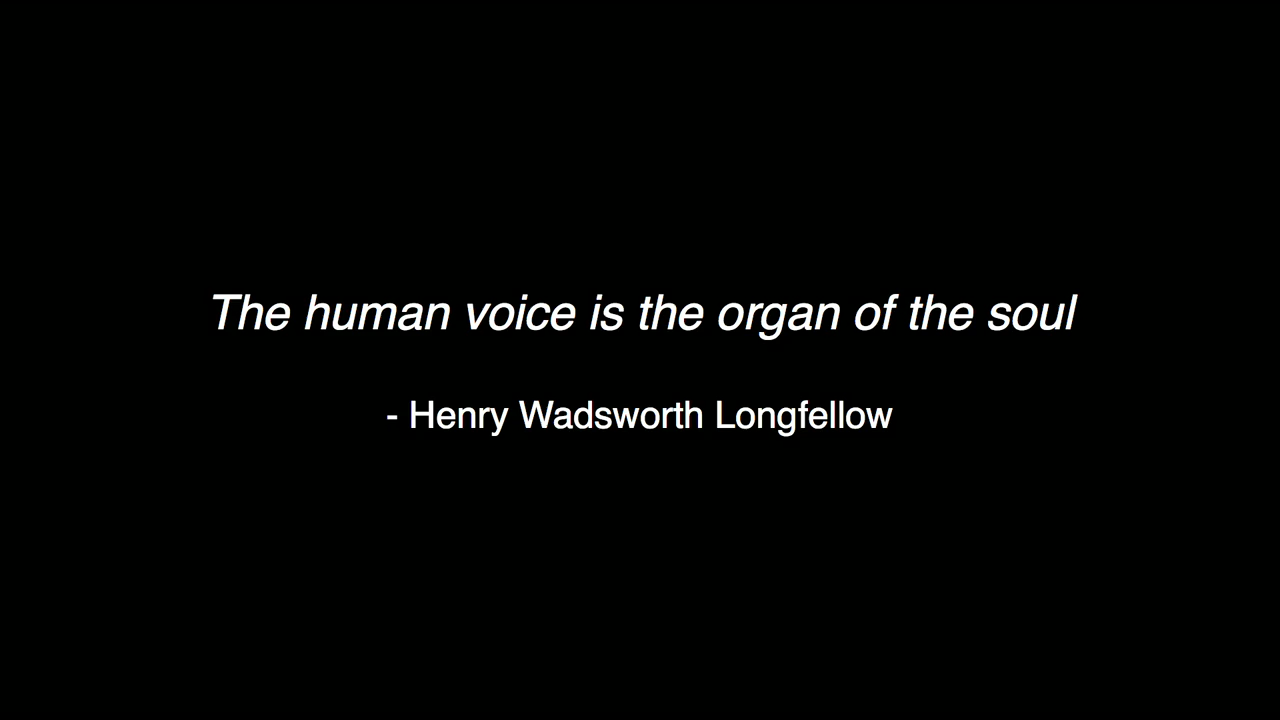 The human voice is the organ of the soul
- Henry Wadsworth Longfellow